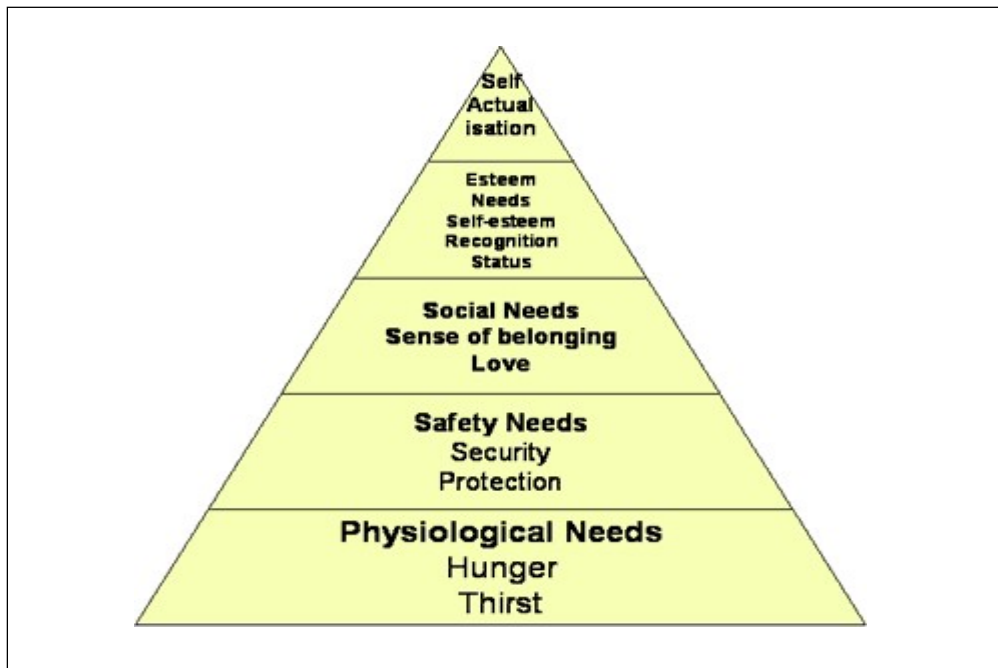 Self
Actual
isation
Esteem
Needs
Self-esteem
Recognition
Status
Social Needs
Sense of belonging
Love
Safety Needs
Security
Protection
Physiological Needs
Hunger
Thirst